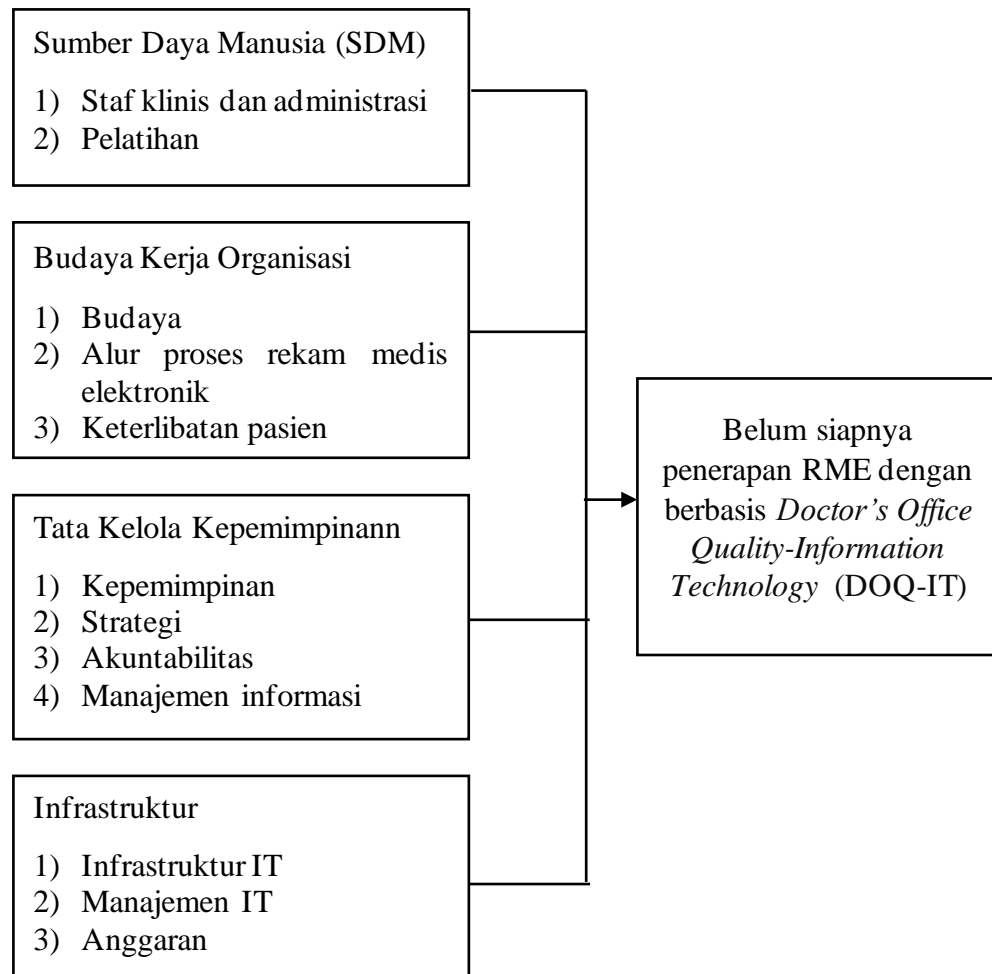 Sumber Daya Manusia (SDM)
1) Staf klinis dan administrasi
2) Pelatihan
Budaya Kerja Organisasi
1) Budaya
2) Alur proses rekam medis
elektronik
3) Keterlibatan pasien
Tata Kelola Kepemimpinann
1) Kepemimpinan
2) Strategi
3) Akuntabilitas
4) Manajemen informasi
Infrastruktur
1) Infrastruktur IT
2) Manajemen IT
3) Anggaran
Belum siapnya
penerapan RME dengan
berbasis Doctor’s Office
Quality-Information
Technology (DOQ-IT)